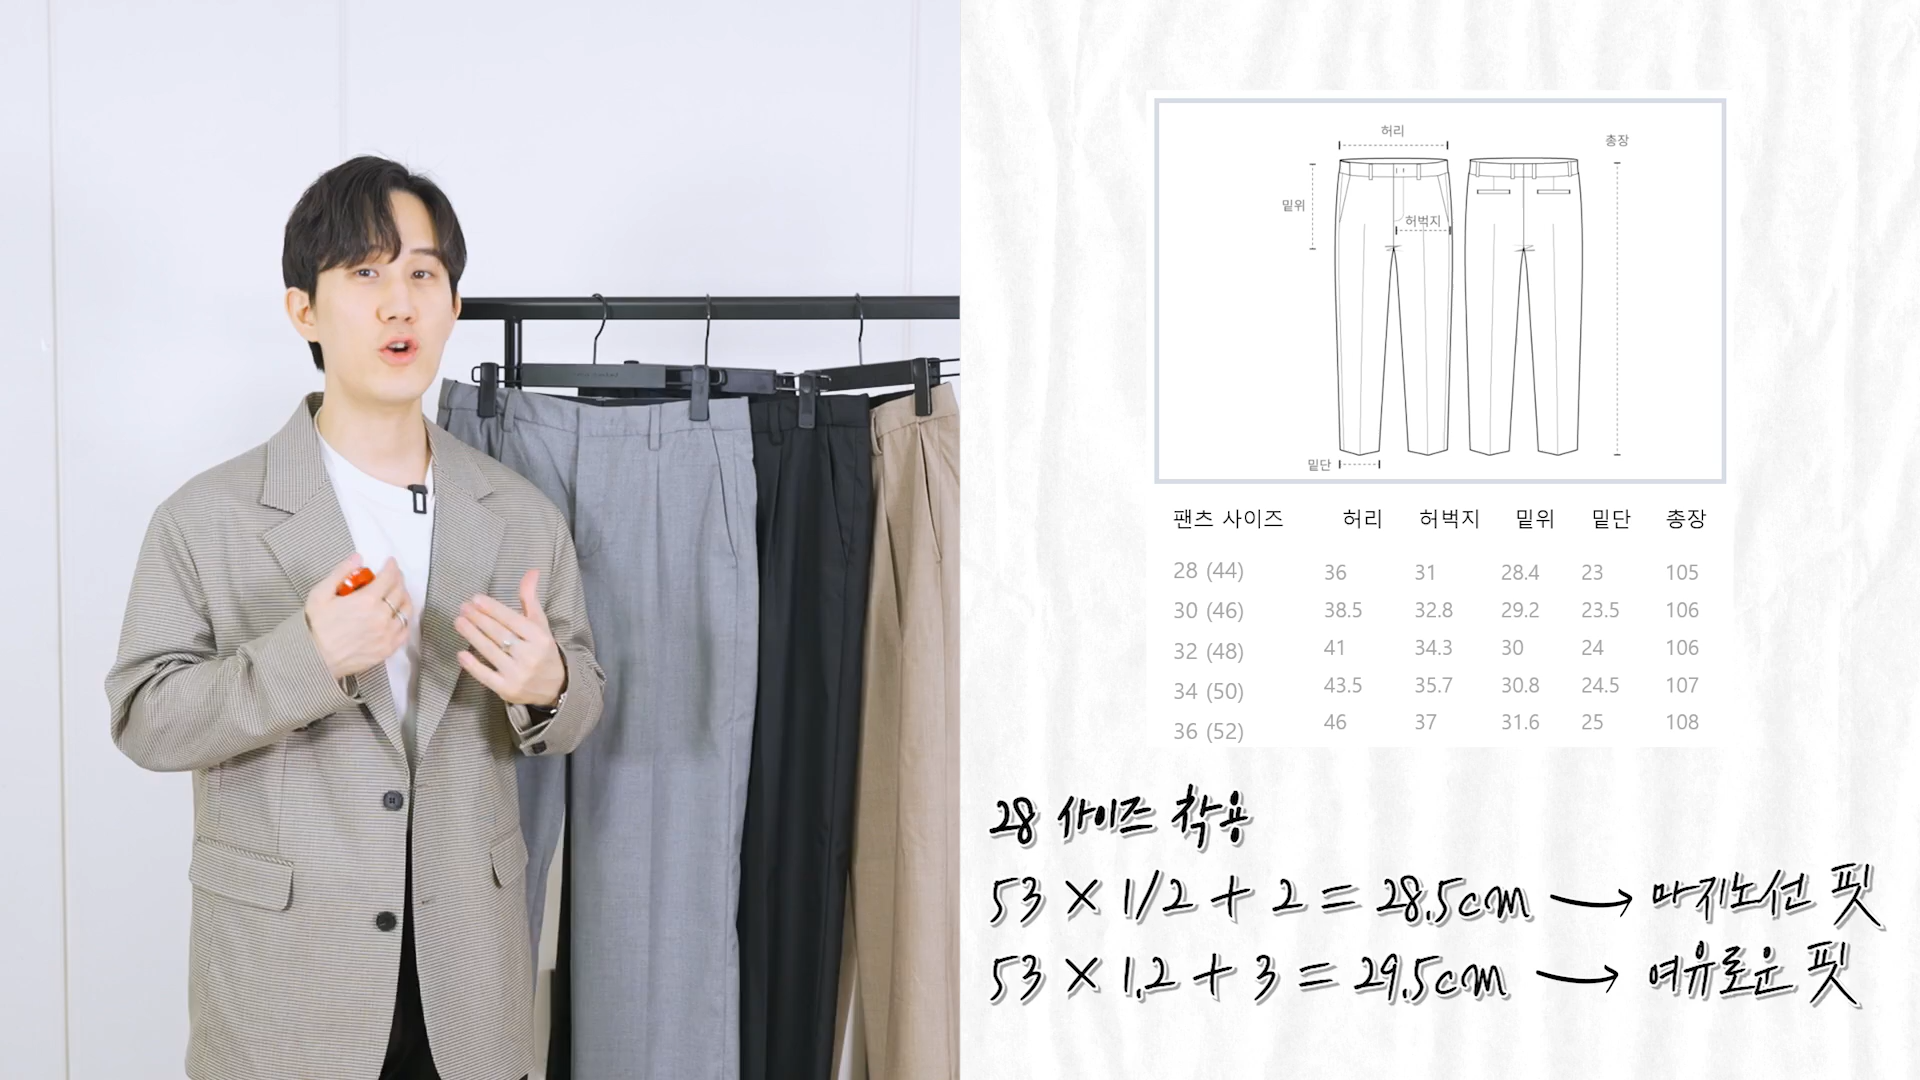 허리
총장
밑위
허벅지
밑단
팬츠 사이즈 허리 허벅지 밑위 밑단 총장
28 (44) 36 31 28.4 23 105
30 (46) 38.5 32.8 29.2 23.5 106
32 (48) 41 34.3 30 24 106
34 (50) 43.5 35.7 30.8 24.5 107
36 (52) 46 37 31.6 25 108
28 사이즈 착용
53 × 1/2 + 2 = 28.5cm → 마지노선 핏
53 × 1.2 + 3 = 29.5cm → 여유로운 핏